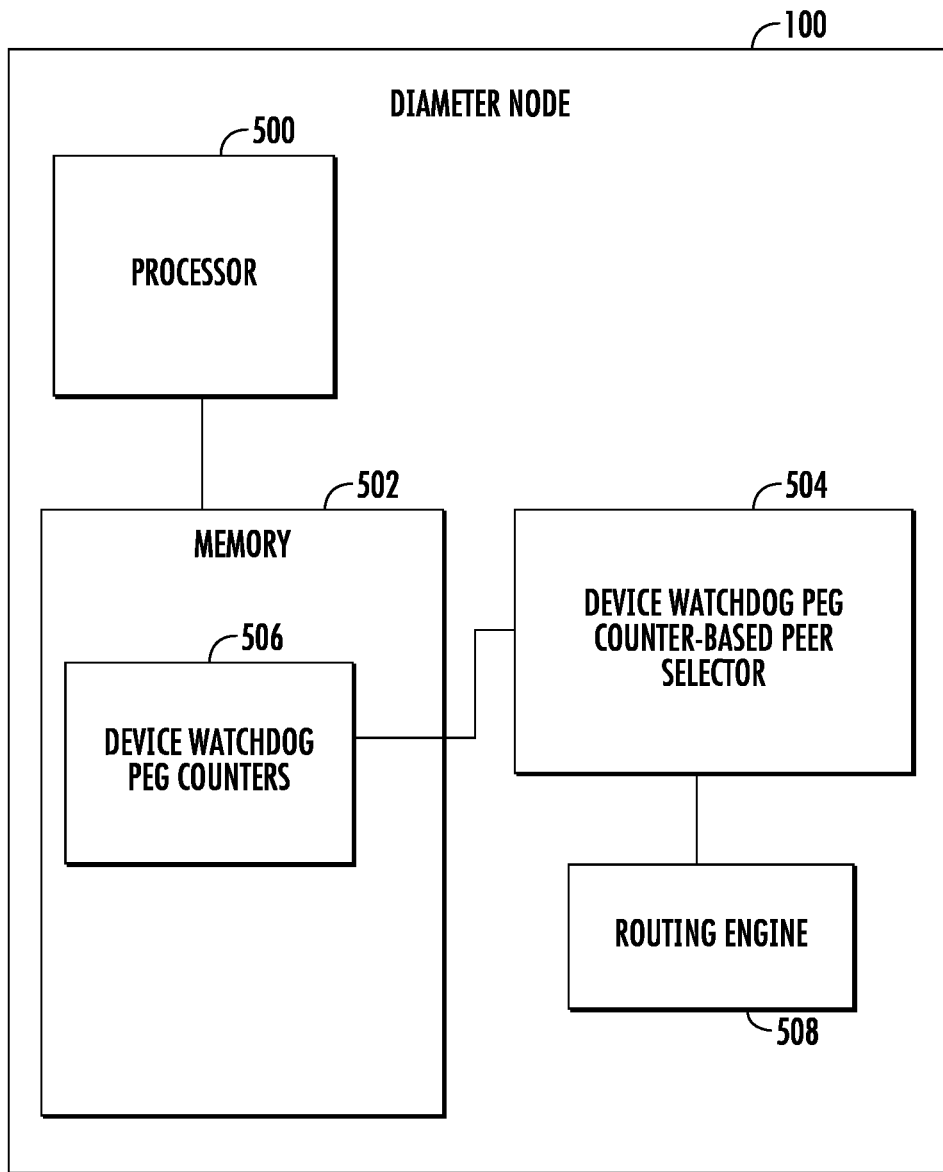 100
DIAMETER NODE
500
PROCESSOR
502
MEMORY
504
DEVICE WATCHDOG PEG
COUNTER-BASED PEER
SELECTOR
506
DEVICE WATCHDOG
PEG COUNTERS
ROUTING ENGINE
508